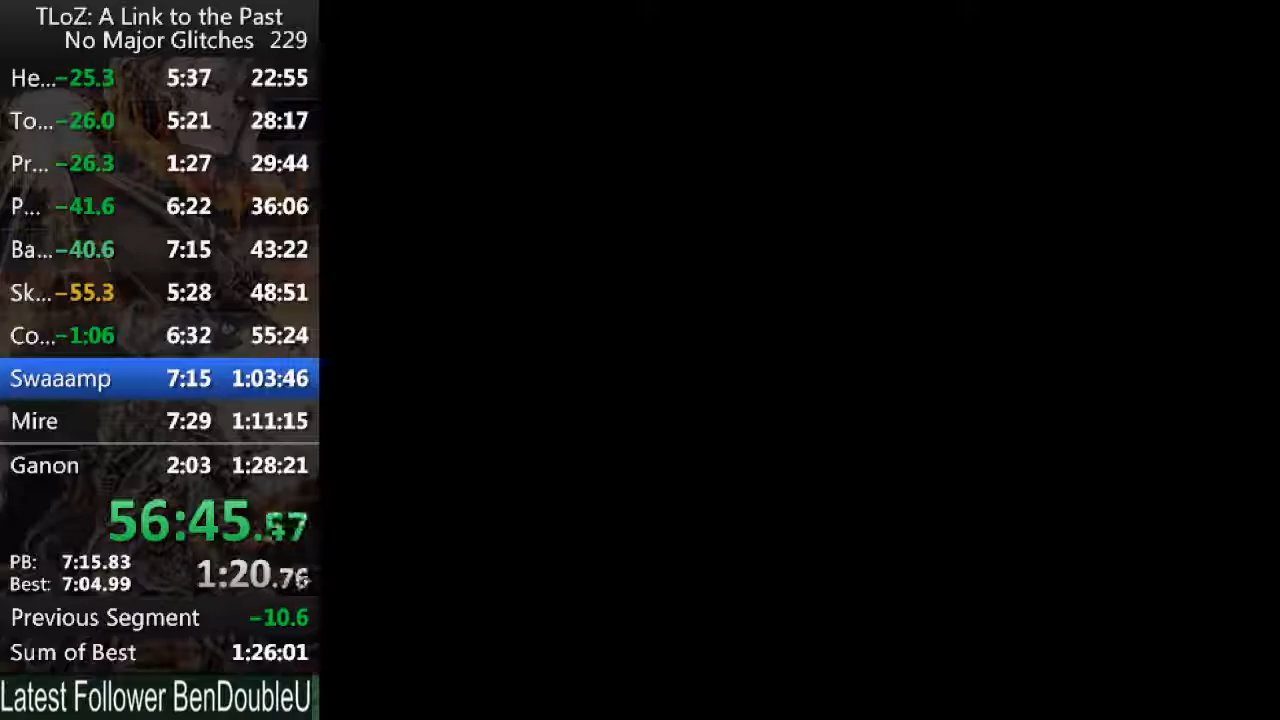 TLoZ: A Link to the Past
No Major Glitches 229
He... −25.3 5:37 22:55
To... −26.0 5:21 28:17
Pr... −26.3 1:27 29:44
P... −41.6 6:22 36:06
Ba... −40.6 7:15 43:22
Sk... −55.3 5:28 48:51
Co... −1:06 6:32 55:24
Swaaamp 7:15 1:03:46
Mire 7:29 1:11:15
Ganon 2:03 1:28:21
56:45.57
PB: 7:15.83
Best: 7:04.99
1:20.76
Previous Segment −10.6
Sum of Best 1:26:01
Latest Follower BenDoubleU